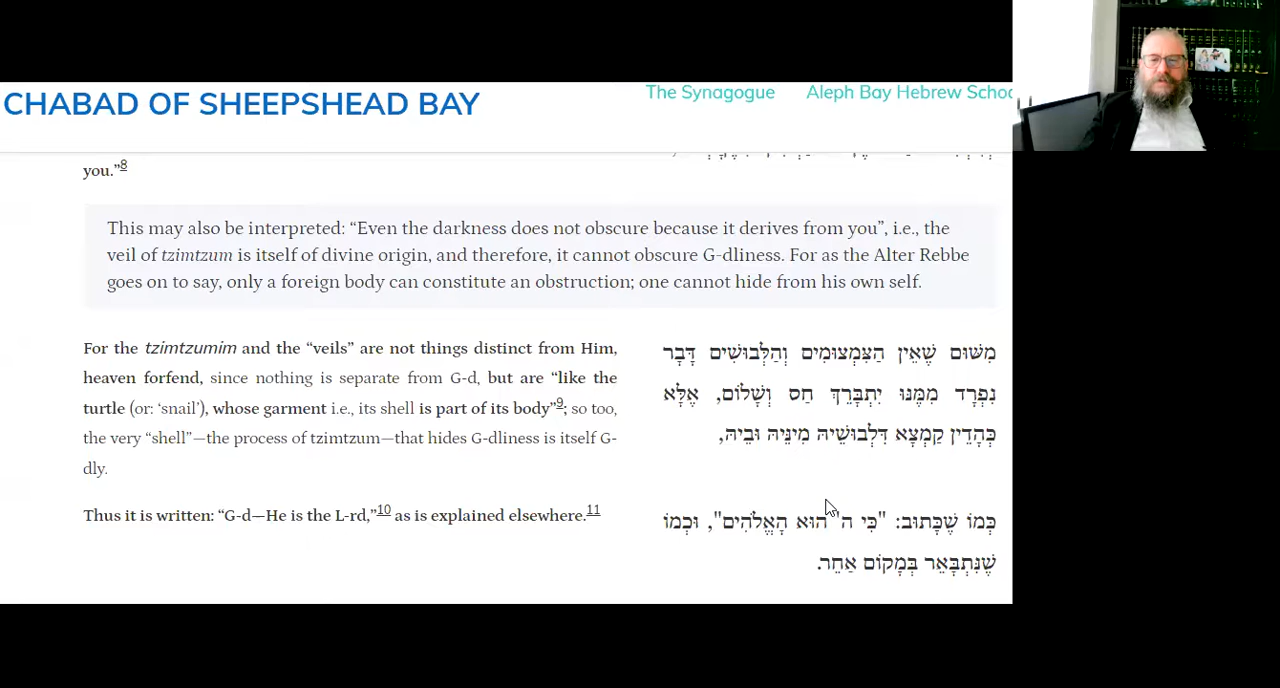 CHABAD OF SHEEPSHEAD BAY
The Synagogue Aleph Bay Hebrew Schoo
you.”8
This may also be interpreted: “Even the darkness does not obscure because it derives from you”, i.e., the
veil of tzimtzum is itself of divine origin, and therefore, it cannot obscure G-dliness. For as the Alter Rebbe
goes on to say, only a foreign body can constitute an obstruction; one cannot hide from his own self.
For the tzimtzumim and the “veils” are not things distinct from Him,
heaven forfend, since nothing is separate from G-d, but are “like the
turtle (or: ‘snail’), whose garment i.e., its shell is part of its body”9; so too,
the very “shell”—the process of tzimtzum—that hides G-dliness is itself G-
dly.
מִשּׁוּם שֶׁאֵין הַצִּמְצוּמִים וְהַלְּבוּשִׁים דָּבָר
נִפְרָד מִמֶּנּוּ יִתְבָּרֵךְ חַס וְשָׁלוֹם, אֶלָּא
כְּהָדֵין קַמְצָא דִּלְבוּשֵׁיהּ מִינֵּיהּ וּבֵיהּ,
Thus it is written: “G-d—He is the L-rd,”10 as is explained elsewhere.11
כְּמוֹ שֶׁכָּתוּב: "כִּי ה' הוּא הָאֱלֹהִים", וּכְמוֹ
שֶׁנִּתְבָּאֵר בְּמָקוֹם אַחֵר.